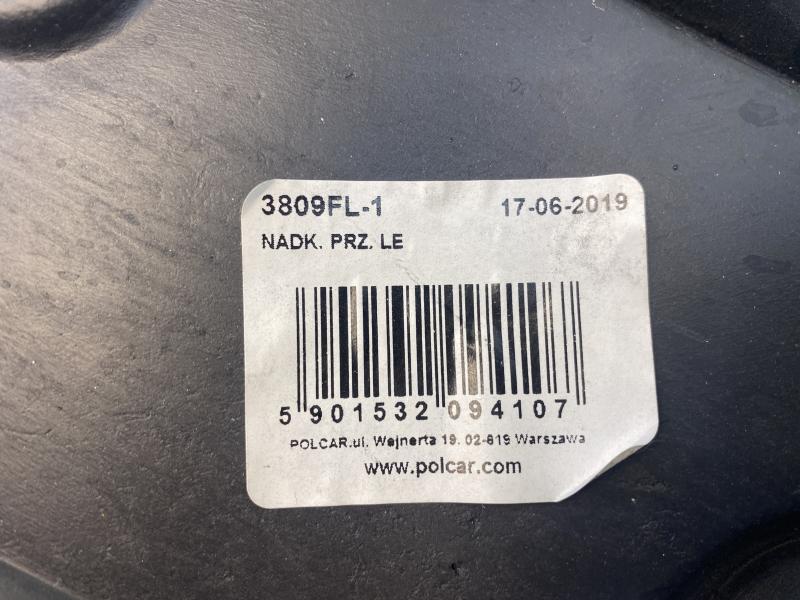 3809FL-1 17-06-2019
NADK. PRZ. LE
5 901532 094107
POLCAR.ul. Wejnerta 19. 02-619 Warszawa
www.polcar.com